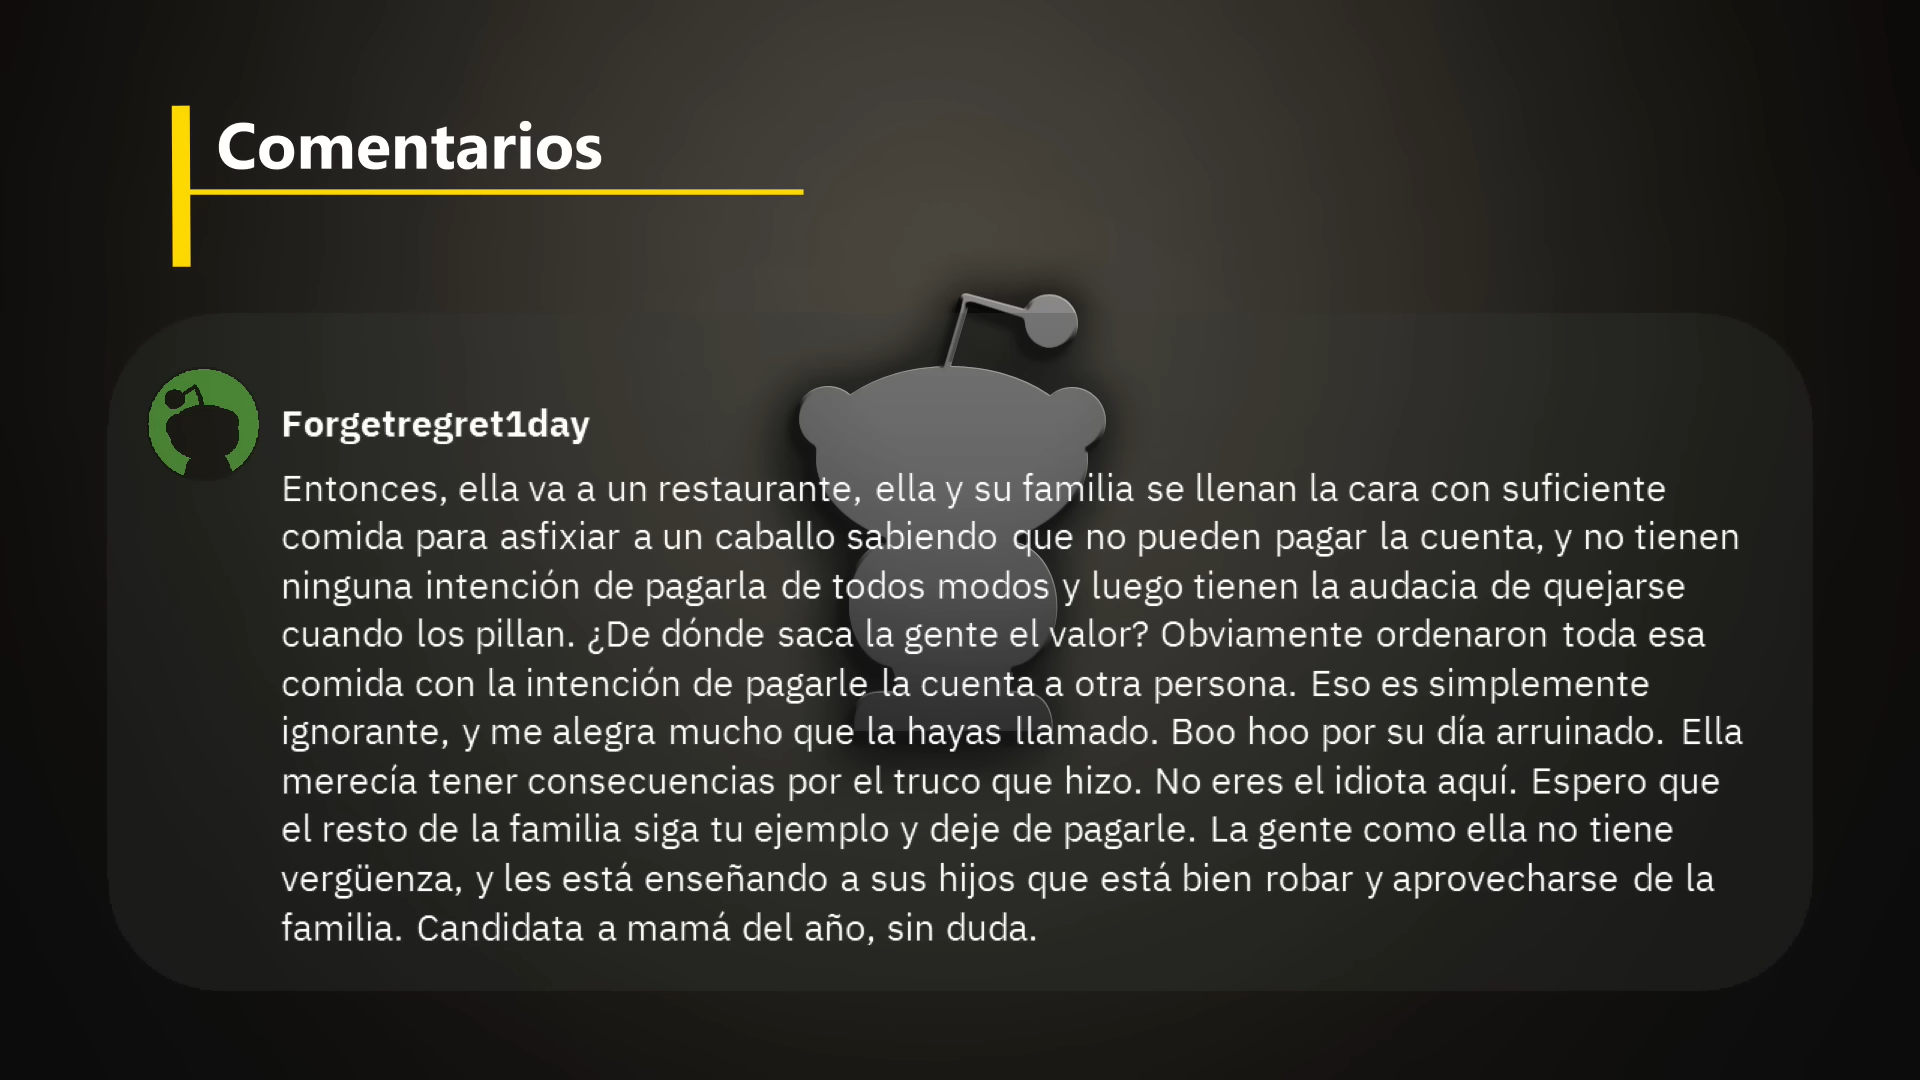 Comentarios
Forgetregret1day
Entonces, ella va a un restaurante, ella y su familia se llenan la cara con suficiente
comida para asfixiar a un caballo sabiendo que no pueden pagar la cuenta, y no tienen
ninguna intención de pagarla de todos modos y luego tienen la audacia de quejarse
cuando los pillan. ¿De dónde saca la gente el valor? Obviamente ordenaron toda esa
comida con la intención de pagarle la cuenta a otra persona. Eso es simplemente
ignorante, y me alegra mucho que la hayas llamado. Boo hoo por su día arruinado. Ella
merecía tener consecuencias por el truco que hizo. No eres el idiota aquí. Espero que
el resto de la familia siga tu ejemplo y deje de pagarle. La gente como ella no tiene
vergüenza, y les está enseñando a sus hijos que está bien robar y aprovecharse de la
familia. Candidata a mamá del año, sin duda.